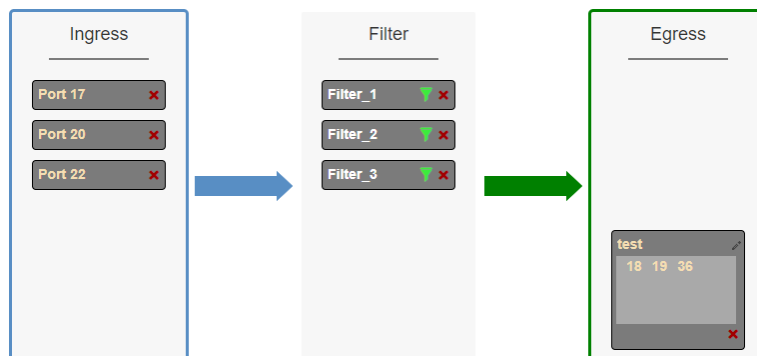 Ingress
Filter
Egress
Port 17
Port 20
Port 22
Filter_1
Filter_2
Filter_3
test
18 19 36